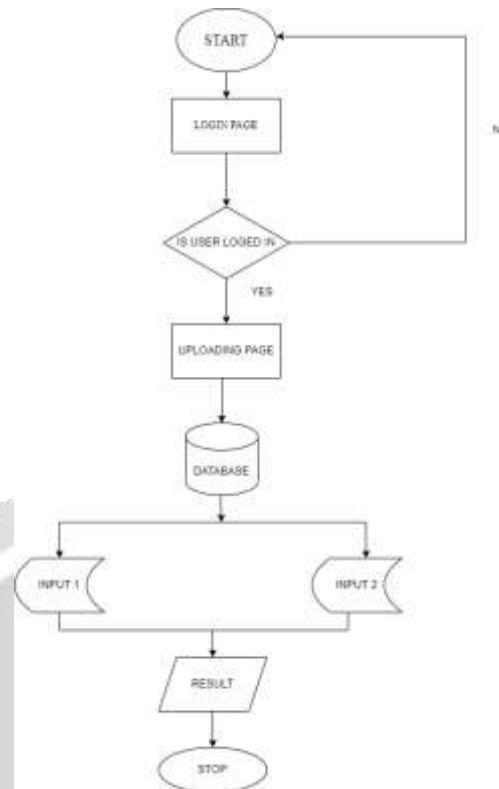 START
LOGIN PAGE
N
IS USER LOGED IN
YES
UPLOADING PAGE
DATABASE
INPUT 1
INPUT 2
RESULT
STOP